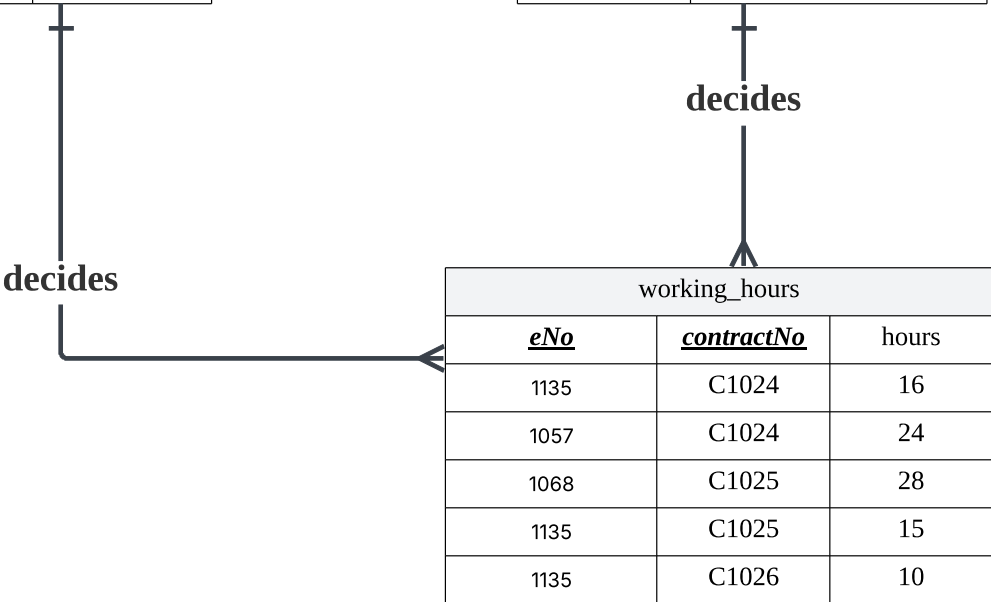 decides
decides
working_hours
eNo contractNo hours
1135 C1024 16
1057 C1024 24
1068 C1025 28
1135 C1025 15
1135 C1026 10